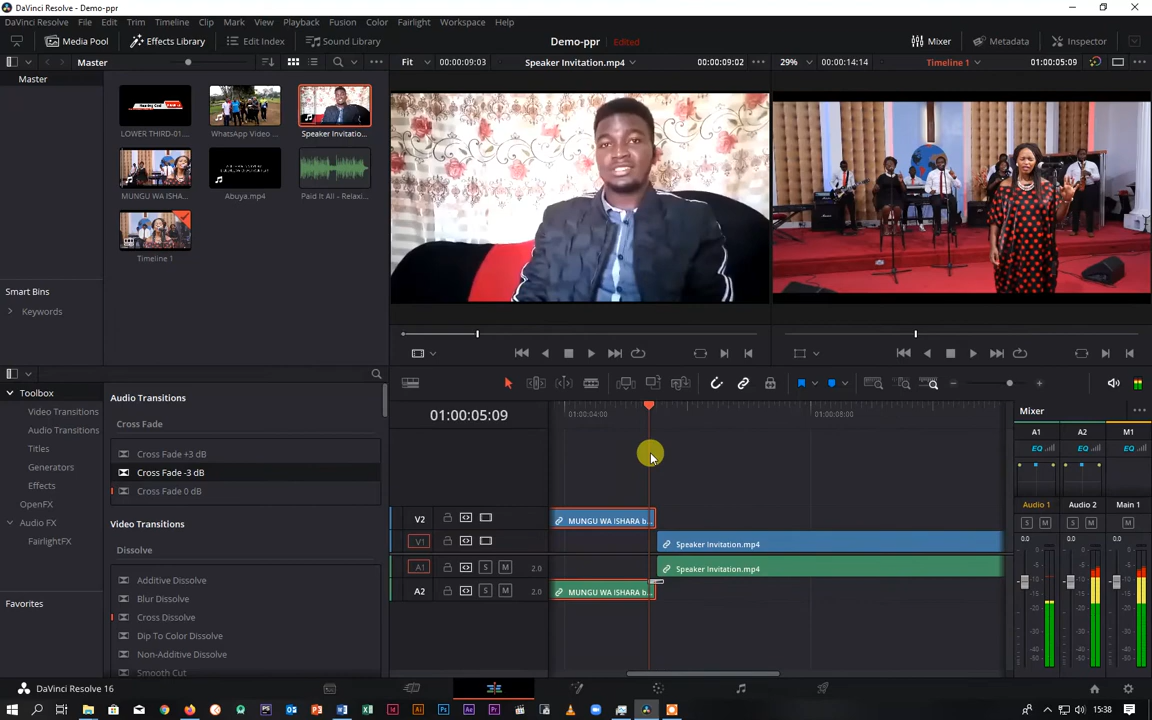 DaVinci Resolve - Demo-ppr
DaVinci Resolve File Edit Trim Timeline Clip Mark View Playback Fusion Color Fairlight Workspace Help
Media Pool Effects Library Edit Index Sound Library Demo-ppr Edited Mixer Metadata Inspector
Master Fit 00:00:09:03 Speaker Invitation.mp4 00:00:09:02 29% 00:00:14:14 Timeline 1 01:00:05:09
Master
LOWER THIRD-01... WhatsApp Video ... Speaker Invitatio...
MUNGU WA ISHA... Abuya.mp4 Paid It All - Relaxi...
Timeline 1
Smart Bins
Keywords
Toolbox
Video Transitions
Audio Transitions
Titles
Generators
Effects
OpenFX
Audio FX
FairlightFX
Favorites
Audio Transitions
Cross Fade
Cross Fade +3 dB
Cross Fade -3 dB
Cross Fade 0 dB
Video Transitions
Dissolve
Additive Dissolve
Blur Dissolve
Cross Dissolve
Dip To Color Dissolve
Non-Additive Dissolve
Smooth Cut
01:00:05:09
01:00:04:00 01:00:08:00
V2 MUNGU WA ISHARA b...
V1 Speaker Invitation.mp4
A1 S M 2.0 Speaker Invitation.mp4
A2 S M 2.0 MUNGU WA ISHARA b...
Mixer
A1 A2 M1
EQ EQ EQ
Audio 1 Audio 2 Main 1
S M S M M
0.0 0.0 0.0
DaVinci Resolve 16
15:38